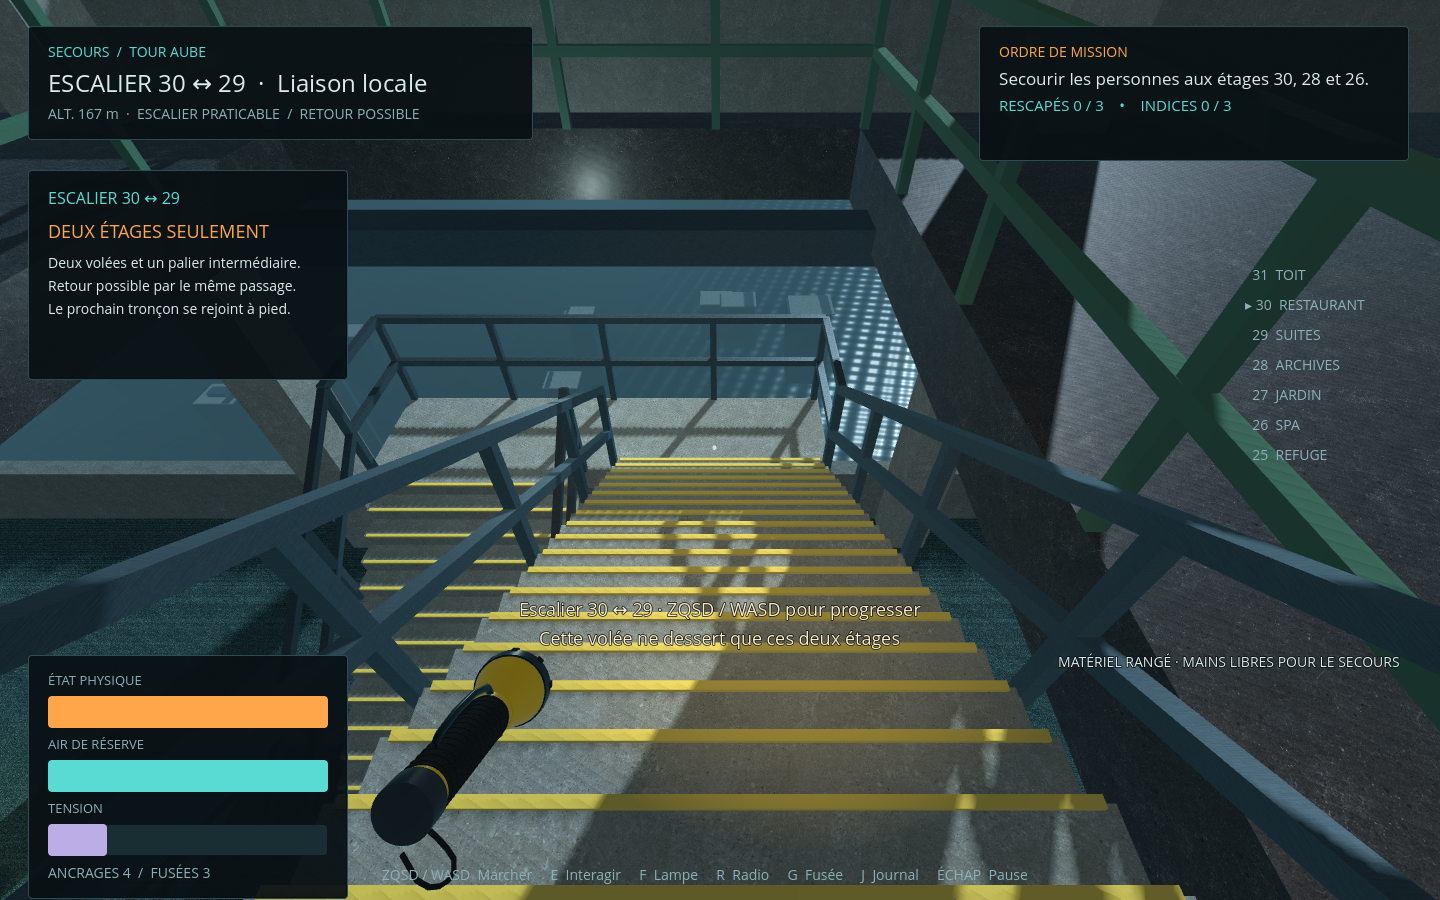 SECOURS / TOUR AUBE
ESCALIER 30 ↔ 29 · Liaison locale
ALT. 167 m · ESCALIER PRATICABLE / RETOUR POSSIBLE
ORDRE DE MISSION
Secourir les personnes aux étages 30, 28 et 26.
RESCAPÉS 0 / 3 • INDICES 0 / 3
ESCALIER 30 ↔ 29
DEUX ÉTAGES SEULEMENT
Deux volées et un palier intermédiaire.
Retour possible par le même passage.
Le prochain tronçon se rejoint à pied.
31 TOIT
▸ 30 RESTAURANT
29 SUITES
28 ARCHIVES
27 JARDIN
26 SPA
25 REFUGE
Escalier 30 ↔ 29 · ZQSD / WASD pour progresser
Cette volée ne dessert que ces deux étages
MATÉRIEL RANGÉ · MAINS LIBRES POUR LE SECOURS
ÉTAT PHYSIQUE
AIR DE RÉSERVE
TENSION
ANCRAGES 4 / FUSÉES 3
ZQSD / WASD Marcher E Interagir F Lampe R Radio G Fusée J Journal ÉCHAP Pause